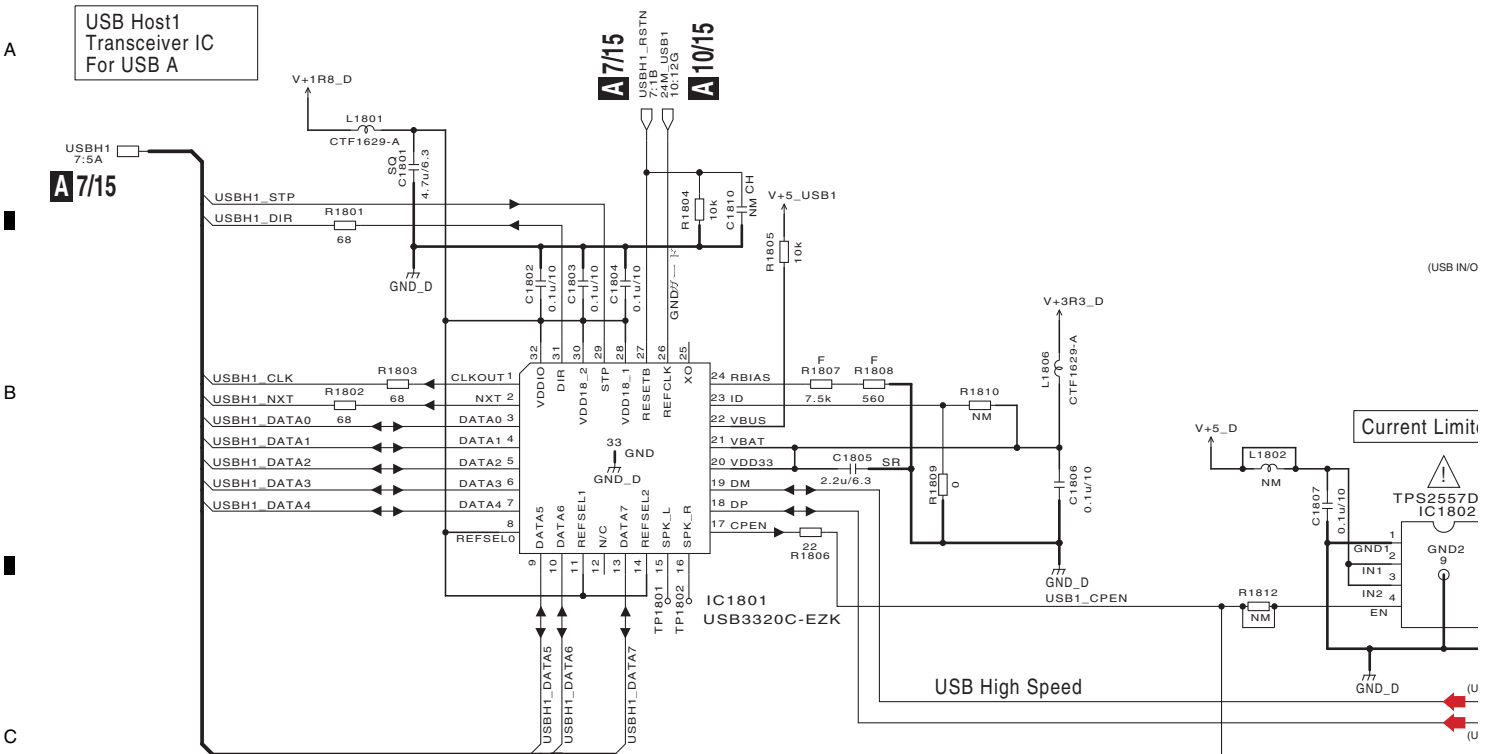 USB Host1
Transceiver IC
For USB A
A
B
C
A 7/15
USBH1_RSTN
7:1B
24M_USB1
10:12G
A 10/15
V+1R8_D
L1801
CTF1629-A
USBH1
7:5A
A 7/15
SQ
C1801
4.7u/6.3
USBH1_STP
USBH1_DIR
R1801
68
R1804
10k
C1810
NM CH
V+5_USB1
R1805
10k
GND_D
C1802
0.1u/10
C1803
0.1u/10
C1804
0.1u/10
GNDガード
(USB IN/O
V+3R3_D
L1806
CTF1629-A
32
31
30
29
28
27
26
25
VDDIO
DIR
VDD18_2
STP
VDD18_1
RESETB
REFCLK
XO
USBH1_CLK
R1803
68
CLKOUT 1
USBH1_NXT
R1802
68
NXT 2
USBH1_DATA0
DATA0 3
USBH1_DATA1
DATA1 4
USBH1_DATA2
DATA2 5
USBH1_DATA3
DATA3 6
USBH1_DATA4
DATA4 7
8
REFSEL0
33
GND
GND_D
24 RBIAS
F
R1807
7.5k
F
R1808
560
23 ID
R1810
NM
22 VBUS
21 VBAT
20 VDD33
C1805
SR
2.2u/6.3
19 DM
18 DP
17 CPEN
22
R1806
R1809
0
C1806
0.1u/10
GND_D
USB1_CPEN
DATA5
DATA6
REFSEL1
N/C
DATA7
REFSEL2
SPK_L
SPK_R
9
10
11
12
13
14
15
16
TP1801
TP1802
IC1801
USB3320C-EZK
USBH1_DATA5
USBH1_DATA6
USBH1_DATA7
V+5_D
L1802
NM
C1807
0.1u/10
Current Limit
TPS2557D
IC1802
1
GND1
2
IN1
3
IN2
4
EN
GND2
9
R1812
NM
GND_D
USB High Speed
(U
(U